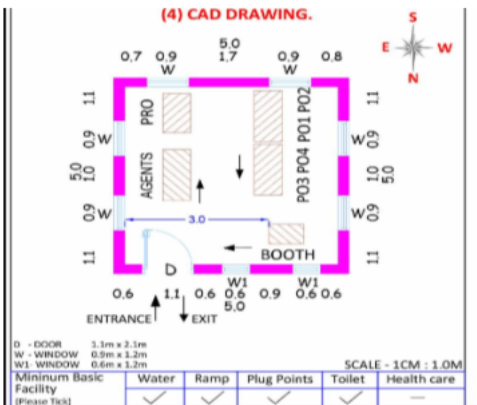 (4) CAD DRAWING.
S
E W
N
5.0
0.7 0.9 1.7 0.9 0.8
W W
1.1 PRO PO1 PO2 1.1
0.9 W W 0.9
5.0 1.0 AGENTS PO3 PO4 1.0 5.0
0.9 W W 0.9
3.0
1.1 BOOTH 1.1
D W1 W1
0.6 1.1 0.6 0.6 0.9 0.6 0.6
5.0
ENTRANCE EXIT
D - DOOR 1.1m x 2.1m
W - WINDOW 0.9m x 1.2m
W1- WINDOW 0.6m x 1.2m
SCALE - 1CM : 1.0M
Mininum Basic Facility Water Ramp Plug Points Toilet Health care
[Please Tick]